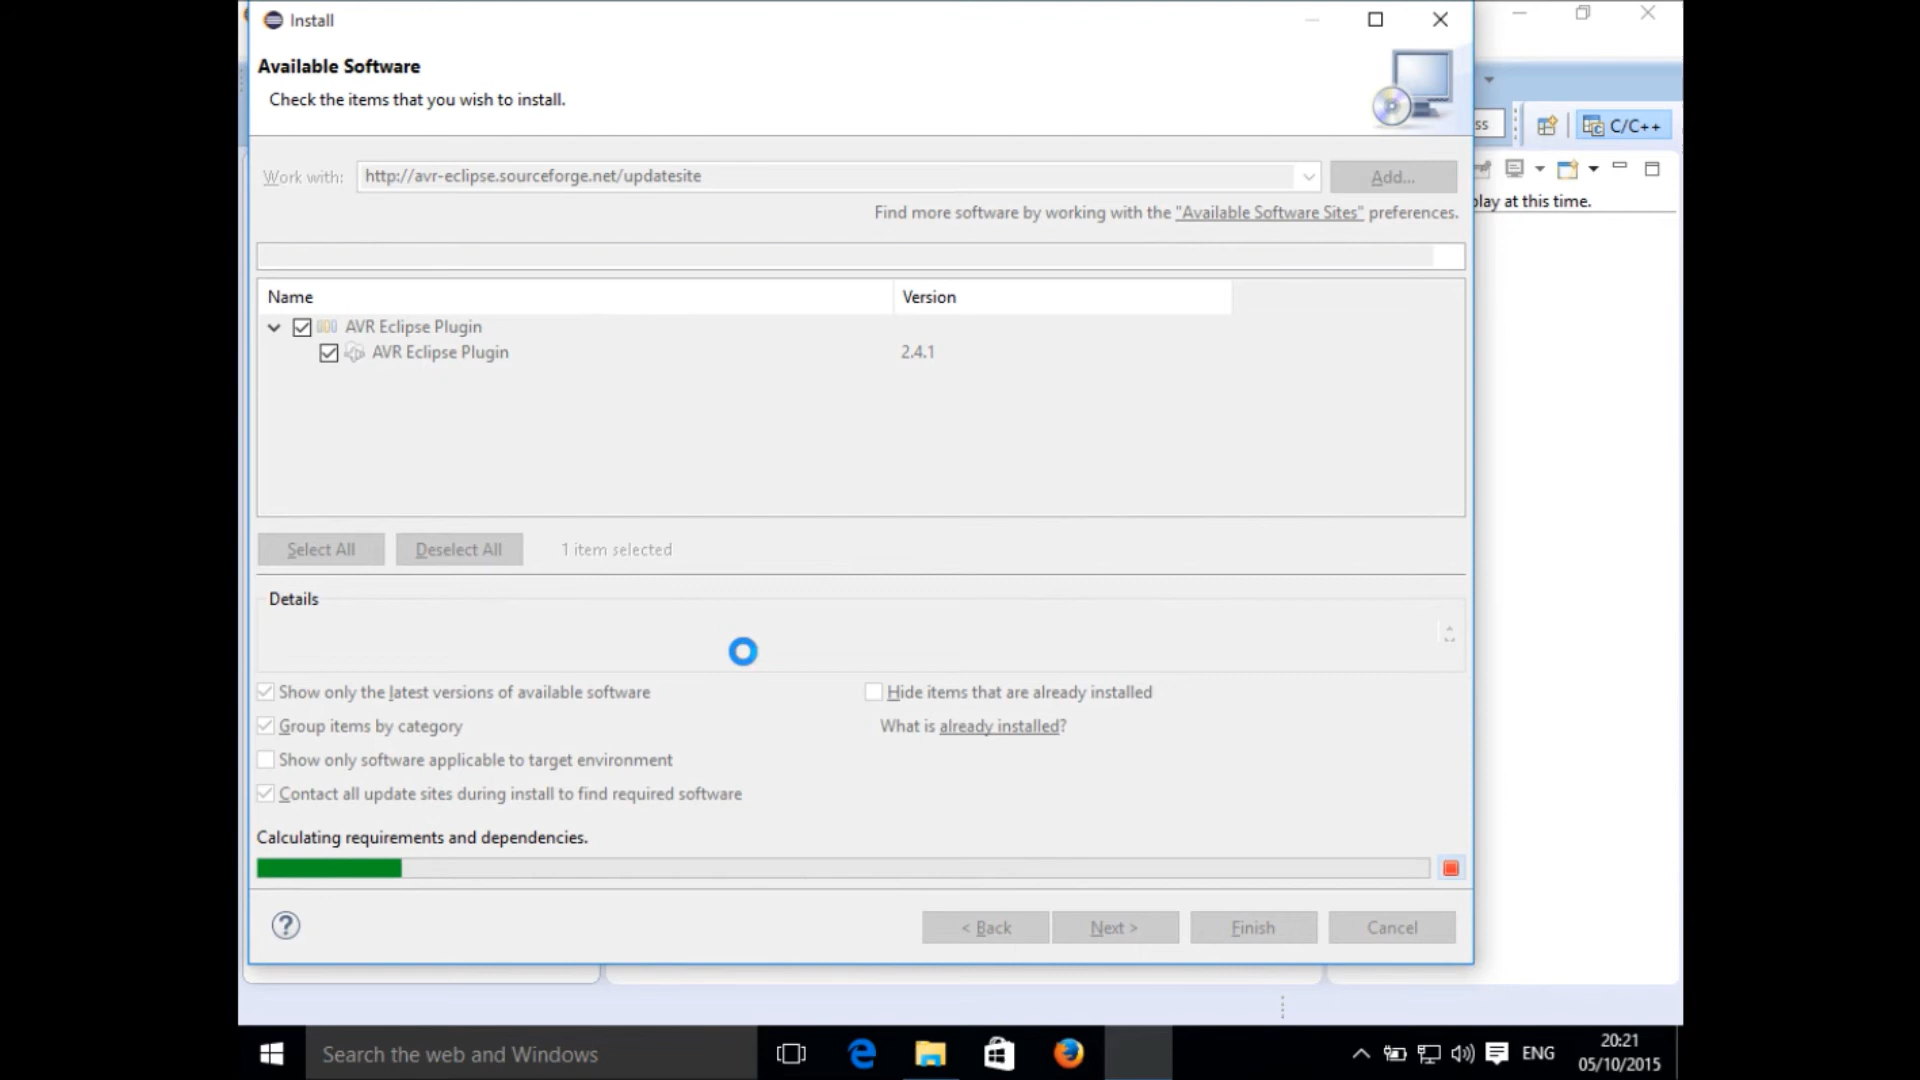 Install
Available Software
Check the items that you wish to install.
Work with: http://avr-eclipse.sourceforge.net/updatesite Add...
Find more software by working with the "Available Software Sites" preferences.
Name Version
AVR Eclipse Plugin
AVR Eclipse Plugin 2.4.1
Select All Deselect All 1 item selected
Details
Show only the latest versions of available software Hide items that are already installed
Group items by category What is already installed?
Show only software applicable to target environment
Contact all update sites during install to find required software
Calculating requirements and dependencies.
< Back Next > Finish Cancel
ss C/C++
play at this time.
Search the web and Windows ENG 20:21
05/10/2015